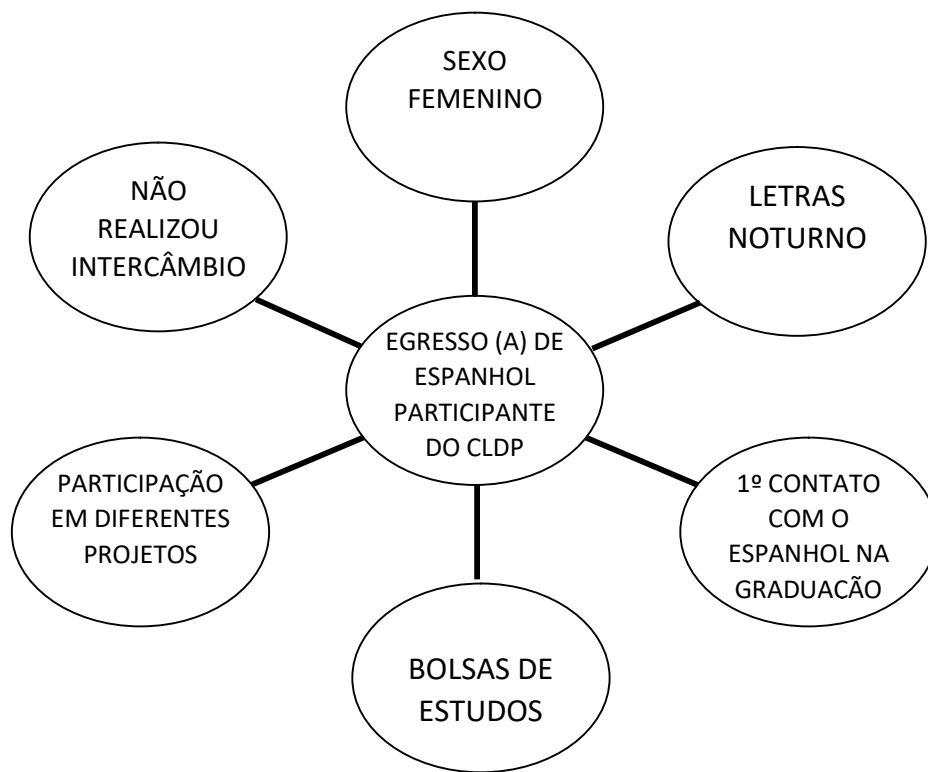 SEXO
FEMENINO
NÃO
REALIZOU
INTERCÂMBIO
LETRAS
NOTURNO
EGRESSO (A) DE
ESPANHOL
PARTICIPANTE
DO CLDP
PARTICIPAÇÃO
EM DIFERENTES
PROJETOS
1º CONTATO
COM O
ESPANHOL NA
GRADUACÃO
BOLSAS DE
ESTUDOS